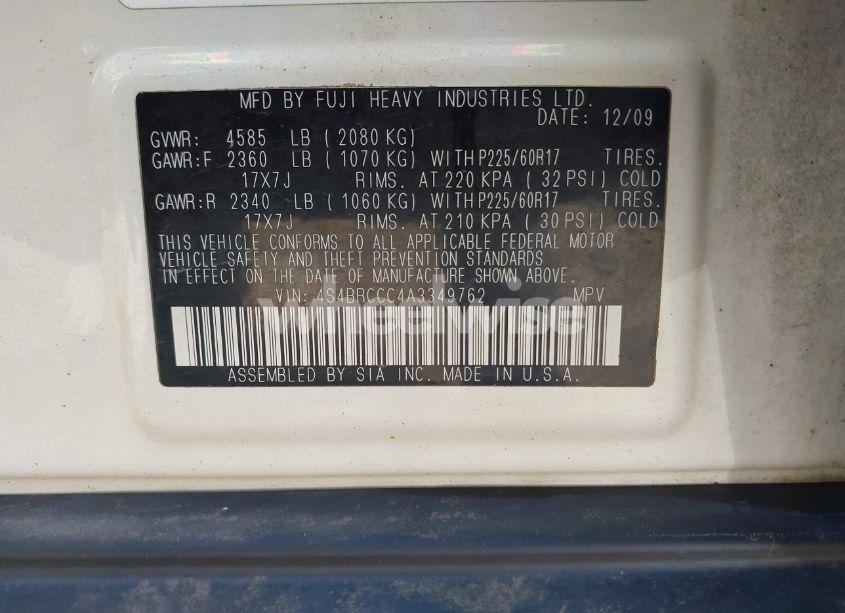 MFD BY FUJI HEAVY INDUSTRIES LTD.
DATE: 12/09
GVWR: 4585 LB ( 2080 KG)
GAWR:F 2360 LB ( 1070 KG) WITH P225/60R17 TIRES.
17X7J RIMS. AT 220 KPA ( 32 PSI) COLD
GAWR:R 2340 LB ( 1060 KG) WITH P225/60R17 TIRES.
17X7J RIMS. AT 210 KPA ( 30 PSI) COLD
THIS VEHICLE CONFORMS TO ALL APPLICABLE FEDERAL MOTOR
VEHICLE SAFETY AND THEFT PREVENTION STANDARDS
IN EFFECT ON THE DATE OF MANUFACTURE SHOWN ABOVE.
VIN: 4S4BRCCC4A3349762 MPV
wheelwise
ASSEMBLED BY SIA INC. MADE IN U.S.A.